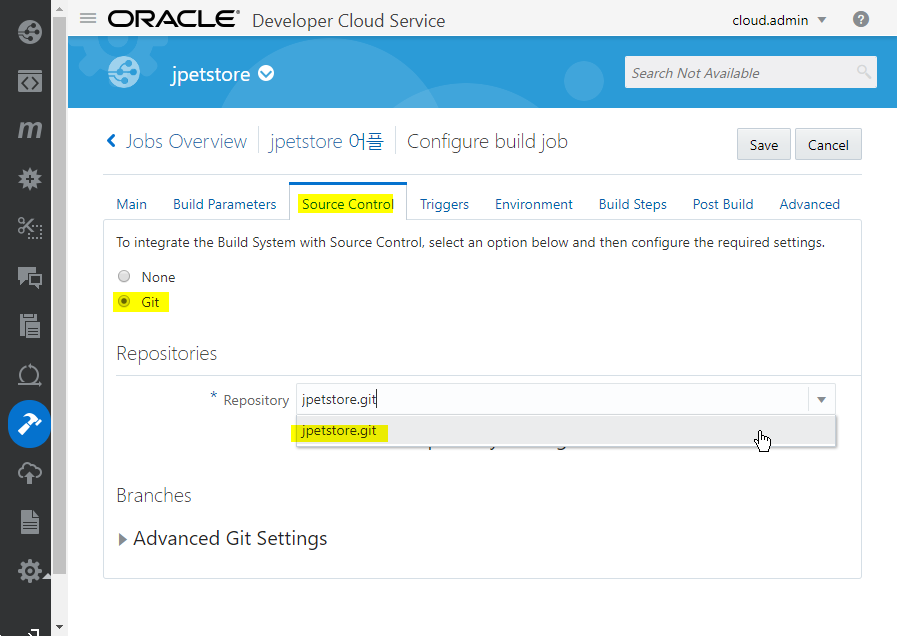 ORACLE® Developer Cloud Service
cloud.admin
?
m
jpetstore
Search Not Available
Jobs Overview
jpetstore 어플
Configure build job
Save
Cancel
Main
Build Parameters
Source Control
Triggers
Environment
Build Steps
Post Build
Advanced
To integrate the Build System with Source Control, select an option below and then configure the required settings.
None
Git
Repositories
* Repository
jpetstore.git
jpetstore.git
Branches
Advanced Git Settings